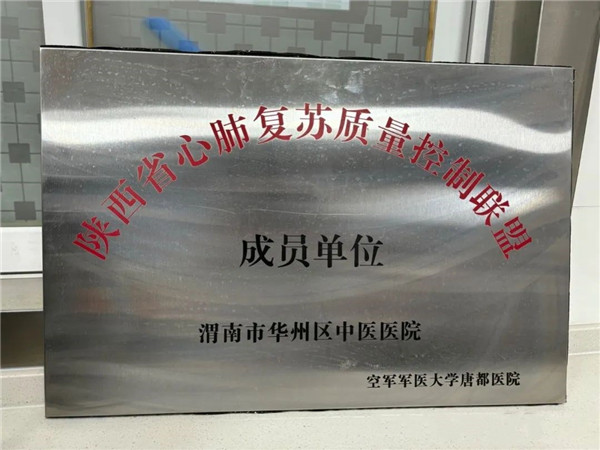 陕西省心肺复苏质量控制联盟
成员单位
渭南市华州区中医医院
空军军医大学唐都医院